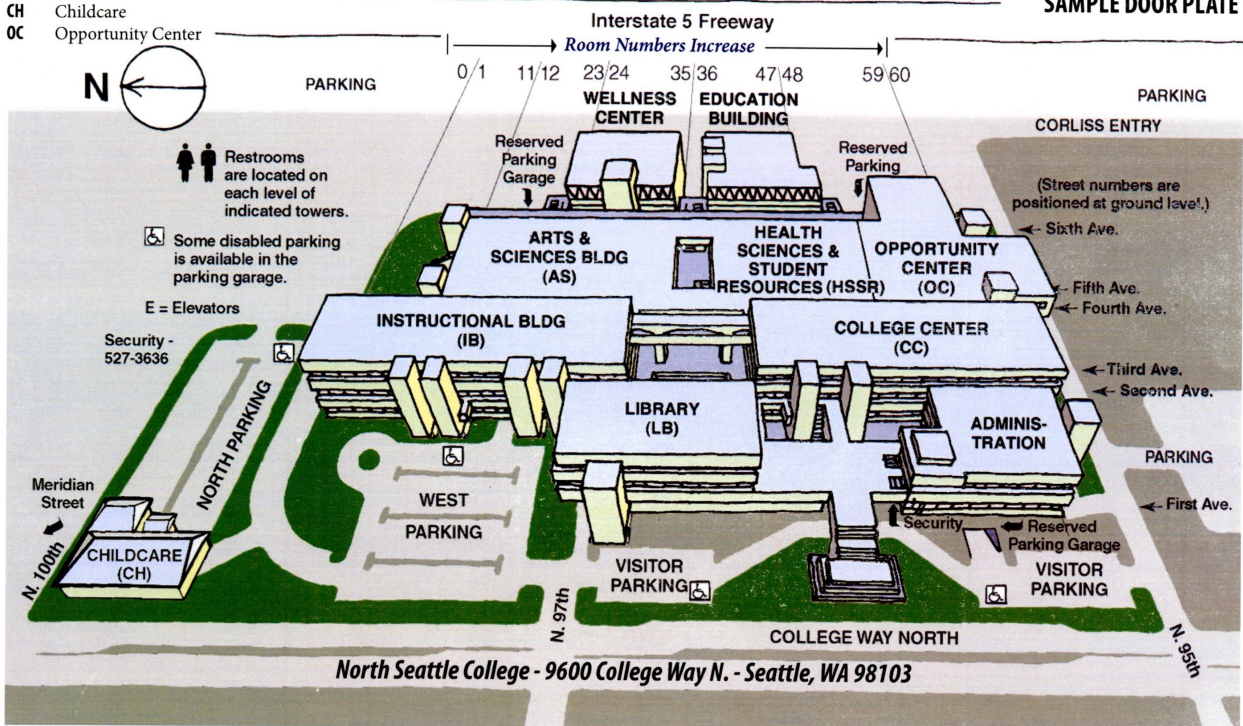 CH Childcare
OC Opportunity Center
SAMPLE DOOR PLATE
Interstate 5 Freeway
Room Numbers Increase
0 1 11 12 23 24 35 36 47 48 59 60
N
PARKING
PARKING
WELLNESS
CENTER
EDUCATION
BUILDING
CORLISS ENTRY
Reserved
Parking
Garage
Reserved
Parking
Restrooms
are located on
each level of
indicated towers.
(Street numbers are
positioned at ground level.)
Sixth Ave.
Some disabled parking
is available in the
parking garage.
ARTS &
SCIENCES BLDG
(AS)
HEALTH
SCIENCES &
STUDENT
RESOURCES (HSSR)
OPPORTUNITY
CENTER
(OC)
Fifth Ave.
Fourth Ave.
E = Elevators
Security -
527-3636
INSTRUCTIONAL BLDG
(IB)
COLLEGE CENTER
(CC)
Third Ave.
Second Ave.
NORTH PARKING
LIBRARY
(LB)
ADMINIS-
TRATION
PARKING
Meridian
Street
WEST
PARKING
First Ave.
Security
Reserved
Parking Garage
N. 100th
CHILDCARE
(CH)
VISITOR
PARKING
VISITOR
PARKING
N. 97th
COLLEGE WAY NORTH
N. 95th
North Seattle College - 9600 College Way N. - Seattle, WA 98103